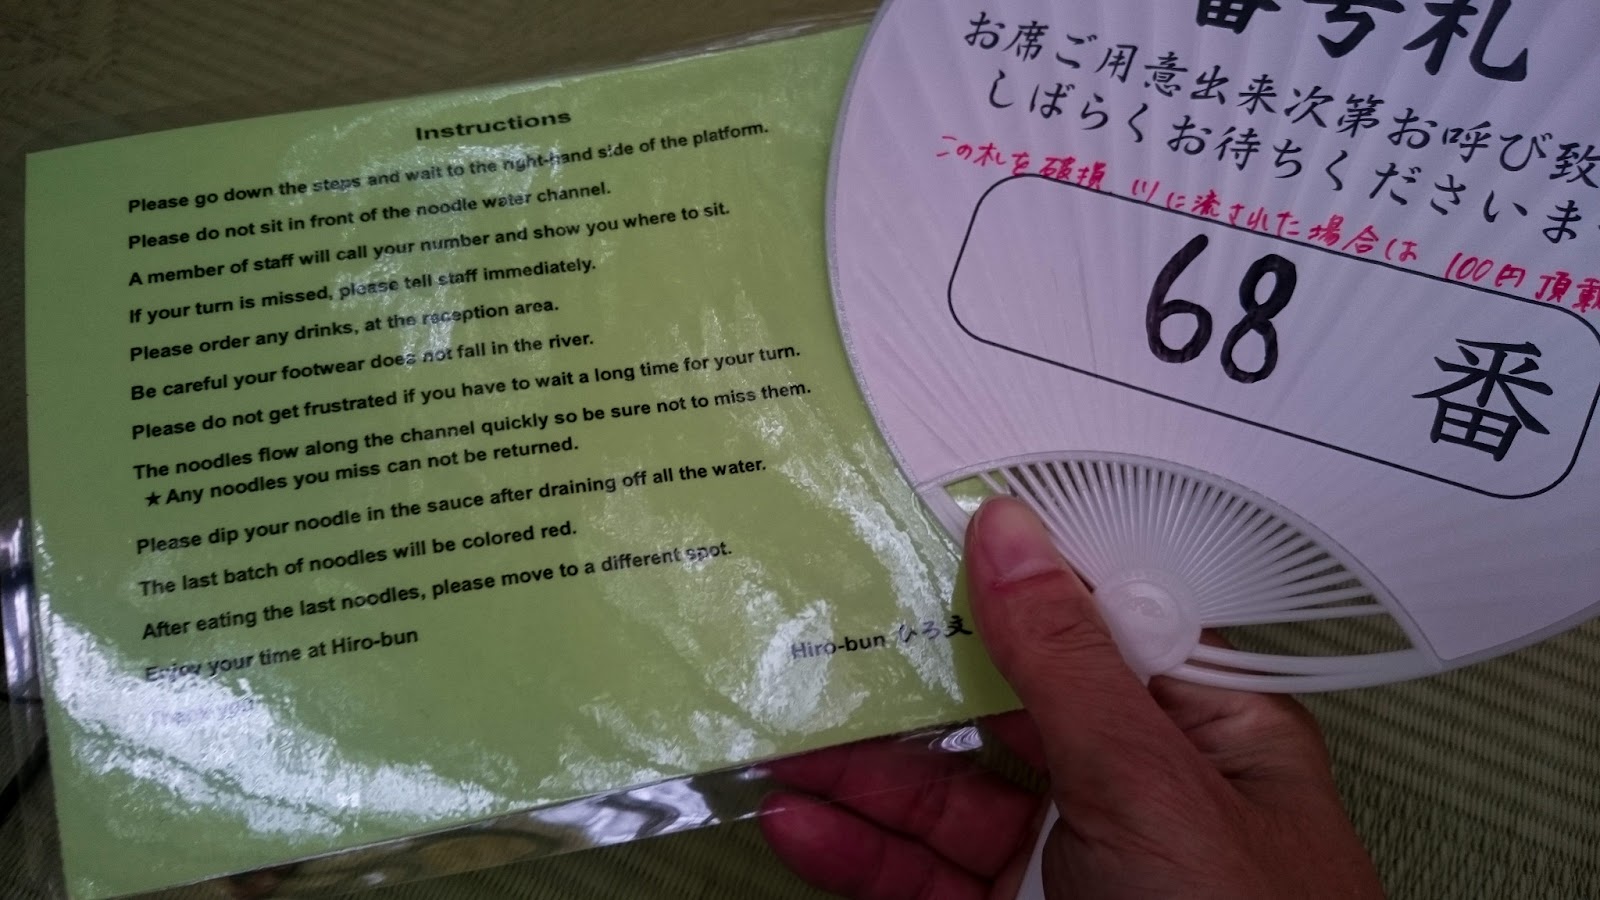 Instructions
Please go down the steps and wait to the right-hand side of the platform.
Please do not sit in front of the noodle water channel.
A member of staff will call your number and show you where to sit.
If your turn is missed, please tell staff immediately.
Please order any drinks, at the reception area.
Be careful your footwear does not fall in the river.
Please do not get frustrated if you have to wait a long time for your turn.
The noodles flow along the channel quickly so be sure not to miss them.
★ Any noodles you miss can not be returned.
Please dip your noodle in the sauce after draining off all the water.
The last batch of noodles will be colored red.
After eating the last noodles, please move to a different spot.
Enjoy your time at Hiro-bun
Thank you
Hiro-bun ひろ文
番号札
お席ご用意出来次第お呼び致
しばらくお待ちくださいま
この札を破損、川に流された場合は 100円頂戴
68 番